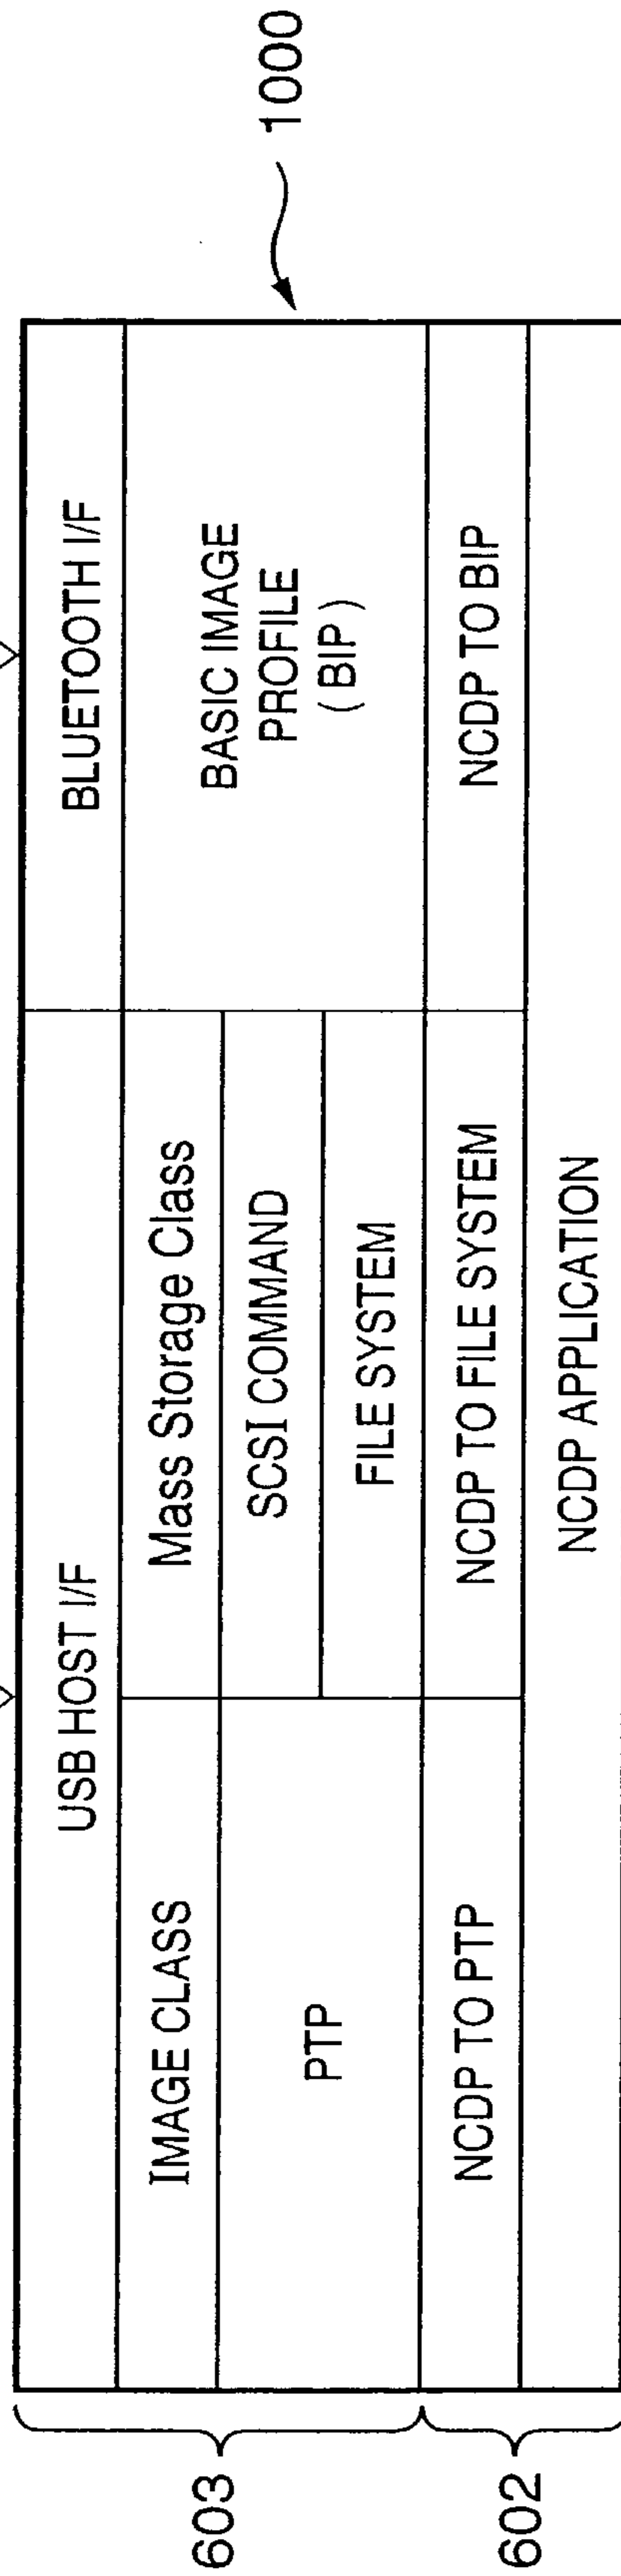 1000
USB HOST I/F
BLUETOOTH I/F
IMAGE CLASS
Mass Storage Class
BASIC IMAGE
PROFILE
( BIP )
SCSI COMMAND
PTP
FILE SYSTEM
NCDP TO PTP
NCDP TO FILE SYSTEM
NCDP TO BIP
NCDP APPLICATION
603
602